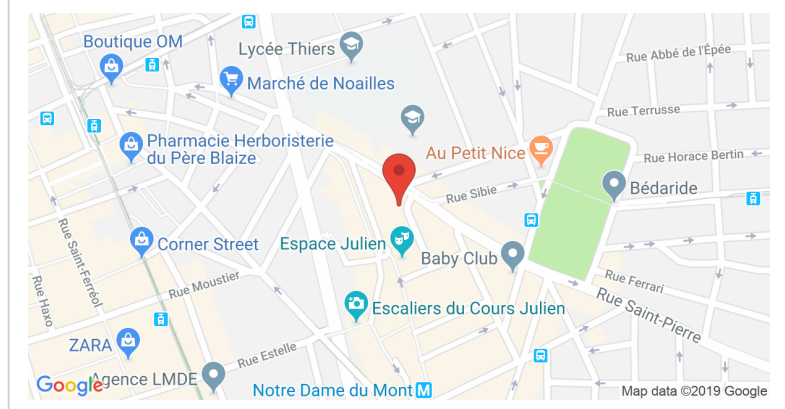 Boutique OM
Lycée Thiers
Rue Abbé de l'Épée
Marché de Noailles
Rue Terrusse
Pharmacie Herboristerie
du Père Blaize
Au Petit Nice
Rue Horace Bertin
Rue Sibie
Bédaride
Corner Street
Espace Julien
Baby Club
Rue Saint-Ferréol
Rue Haxo
Rue Moustier
Rue Ferrari
Escaliers du Cours Julien
Rue Saint-Pierre
ZARA
Rue Estelle
Agence LMDE
Google
Notre Dame du Mont M
Map data ©2019 Google